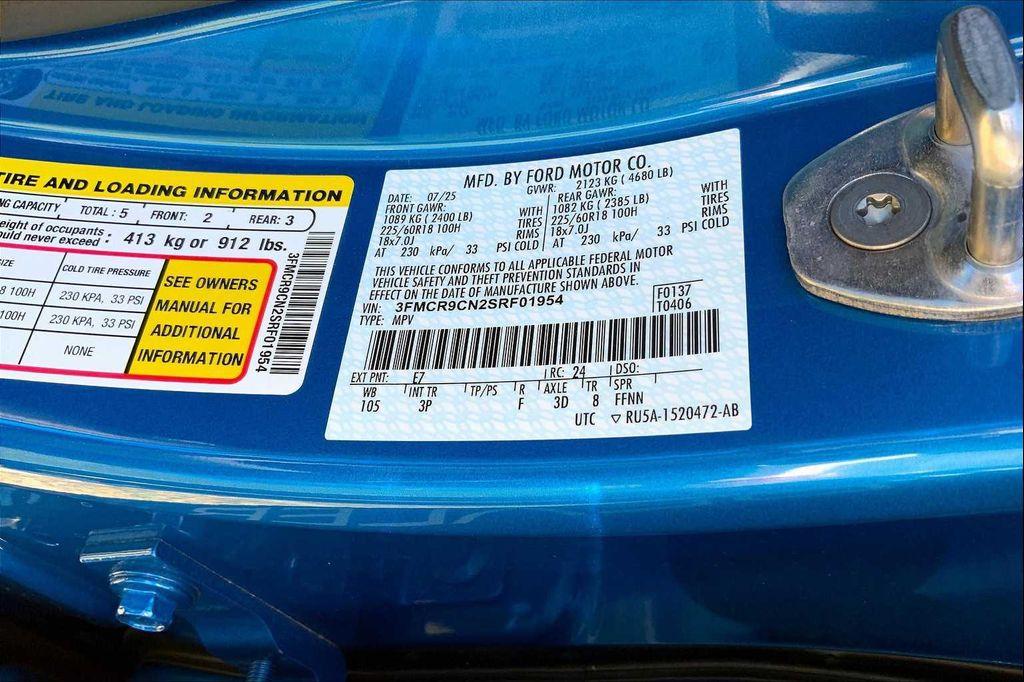 TIRE AND LOADING INFORMATION
NG CAPACITY TOTAL : 5 FRONT: 2 REAR: 3
eight of occupants
uld never exceed : 413 kg or 912 lbs.
IZE COLD TIRE PRESSURE
8 100H 230 KPA, 33 PSI
100H 230 KPA, 33 PSI
NONE
SEE OWNERS
MANUAL FOR
ADDITIONAL
INFORMATION
3FMCR9CN2SRF01954
MFD. BY FORD MOTOR CO.
DATE: 07/25 GVWR: 2123 KG ( 4680 LB)
FRONT GAWR: REAR GAWR:
1089 KG ( 2400 LB) WITH 1082 KG ( 2385 LB) WITH
225/60R18 100H TIRES 225/60R18 100H TIRES
18x7.0J RIMS 18x7.0J RIMS
AT 230 kPa/ 33 PSI COLD AT 230 kPa/ 33 PSI COLD
THIS VEHICLE CONFORMS TO ALL APPLICABLE FEDERAL MOTOR
VEHICLE SAFETY AND THEFT PREVENTION STANDARDS IN
EFFECT ON THE DATE OF MANUFACTURE SHOWN ABOVE.
VIN: 3FMCR9CN2SRF01954 F0137
TYPE: MPV T0406
EXT PNT: E7 RC: 24 DSO:
WB INT TR TP/PS R AXLE TR SPR
105 3P F 3D 8 FFNN
UTC ▽ RU5A-1520472-AB